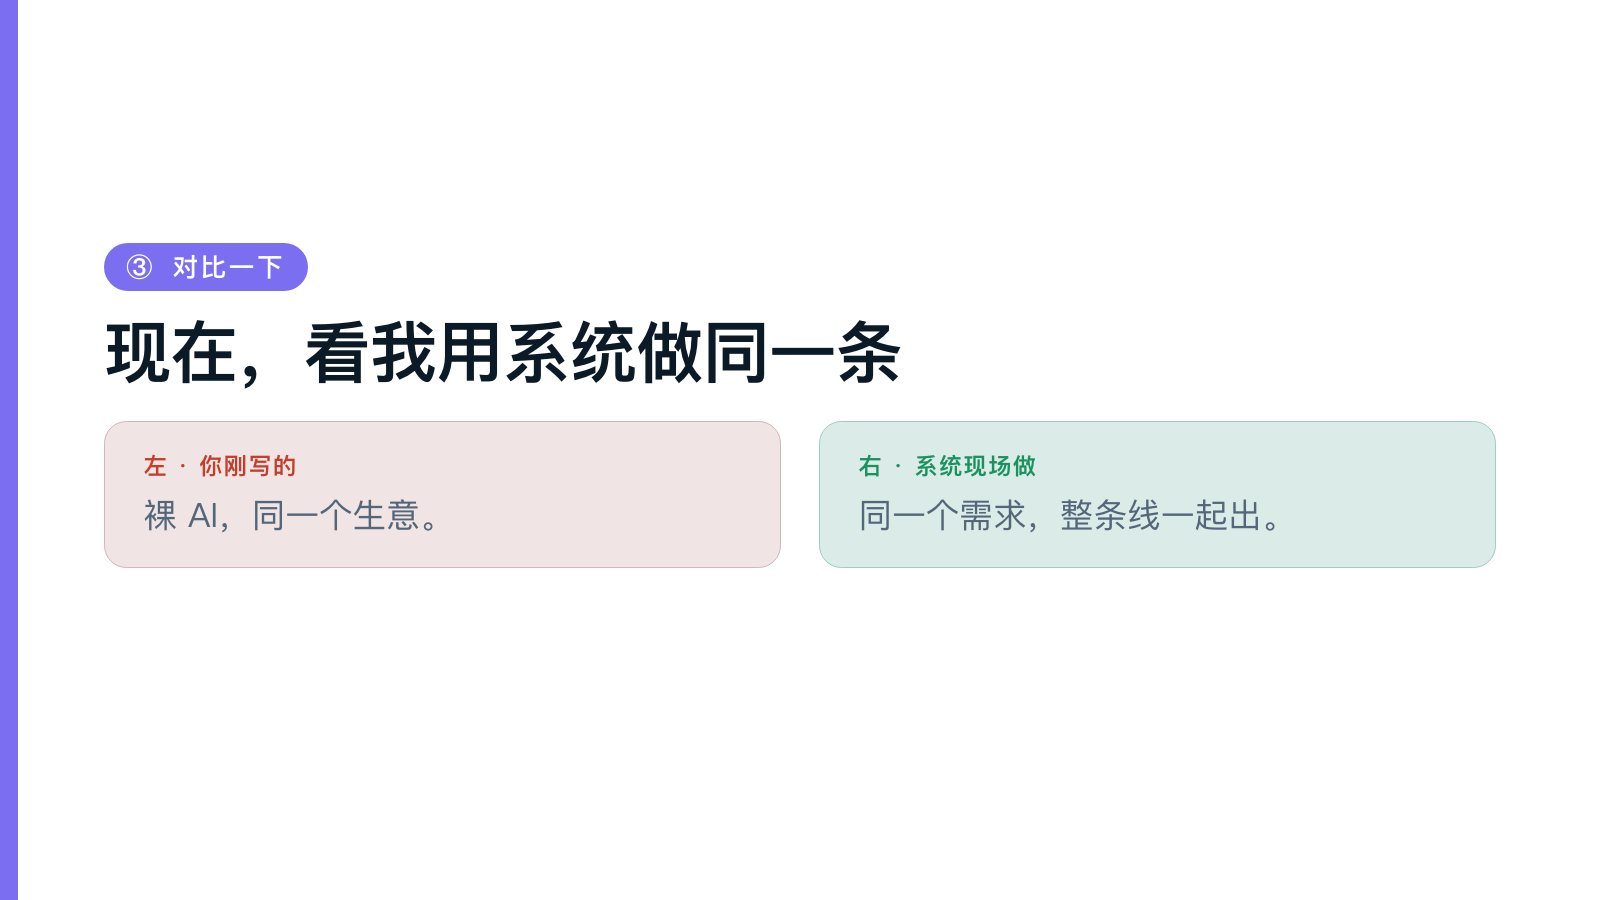 ③ 对比一下
现在，看我用系统做同一条
左 · 你刚写的
裸 AI，同一个生意。
右 · 系统现场做
同一个需求，整条线一起出。